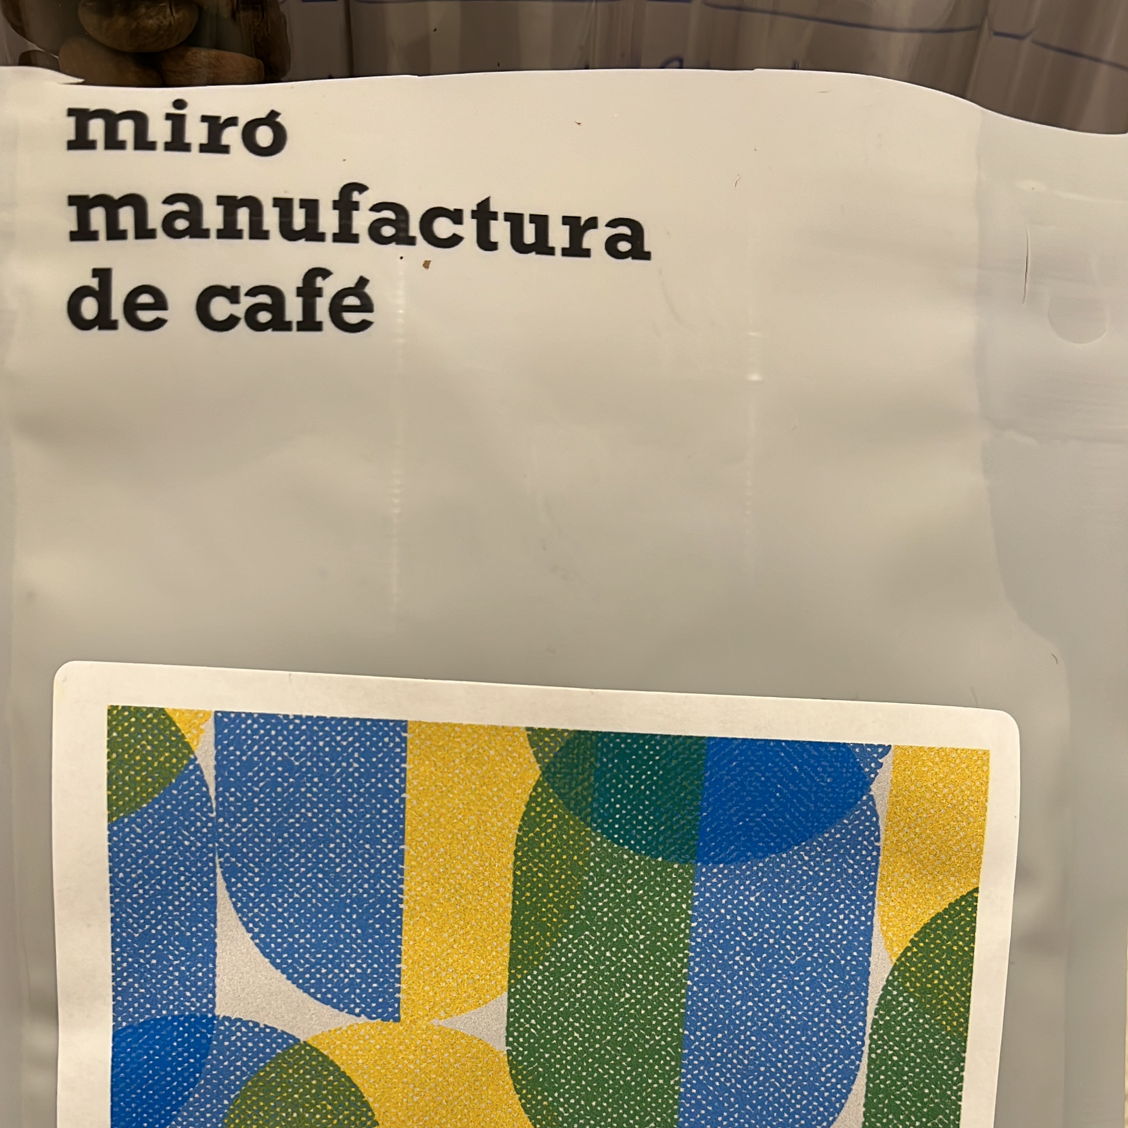 miró
manufactura
de café